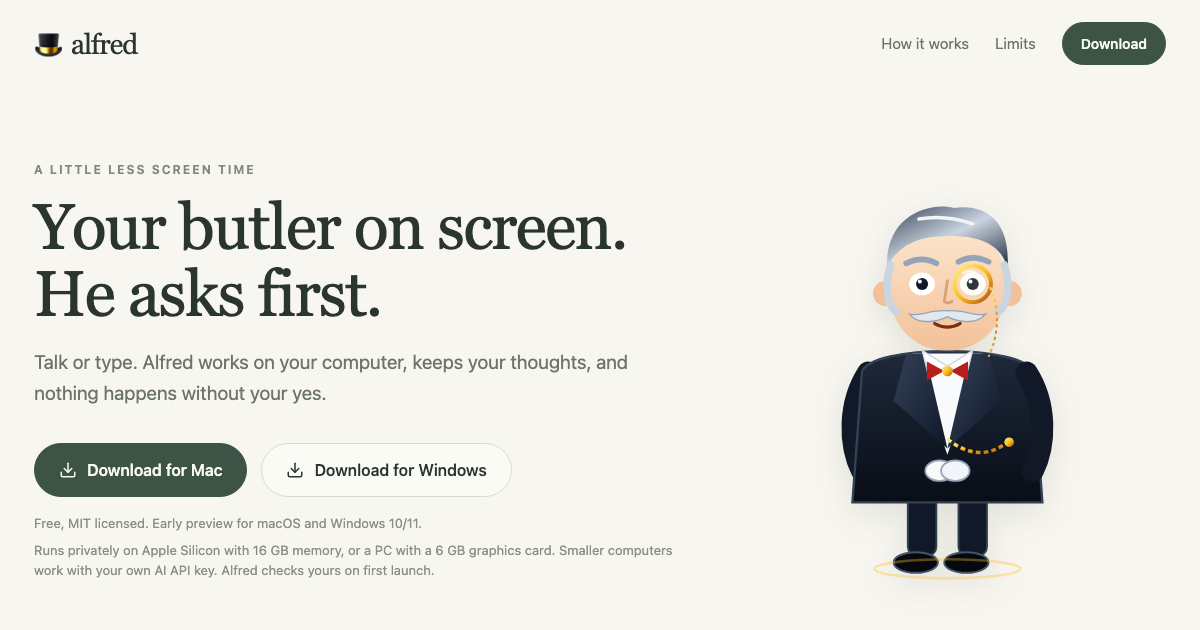 alfred
How it works
Limits
Download
A LITTLE LESS SCREEN TIME
Your butler on screen.
He asks first.
Talk or type. Alfred works on your computer, keeps your thoughts, and
nothing happens without your yes.
Download for Mac
Download for Windows
Free, MIT licensed. Early preview for macOS and Windows 10/11.
Runs privately on Apple Silicon with 16 GB memory, or a PC with a 6 GB graphics card. Smaller computers
work with your own AI API key. Alfred checks yours on first launch.